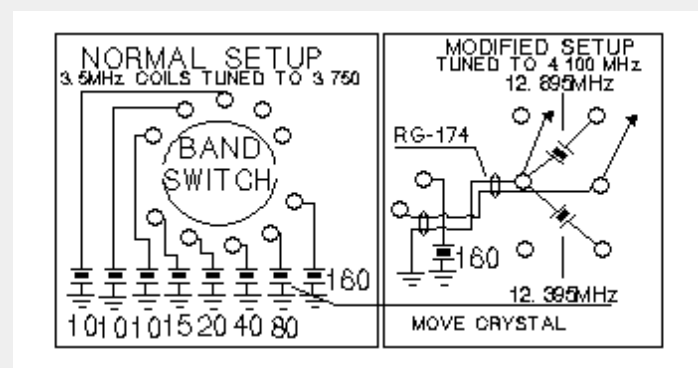 NORMAL SETUP
3.5MHz COILS TUNED TO 3.750
BAND
SWITCH
160
10 10 10 15 20 40 80
MODIFIED SETUP
TUNED TO 4.100 MHz
12.895MHz
RG-174
160
12.395MHz
MOVE CRYSTAL